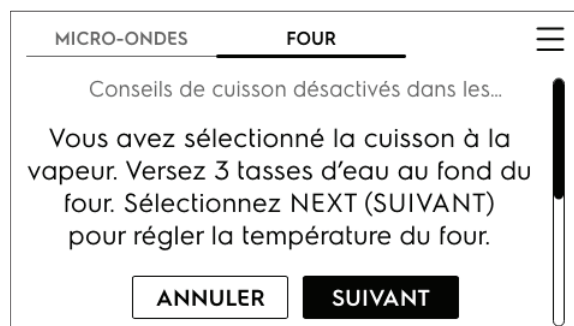 MICRO-ONDES FOUR
Conseils de cuisson désactivés dans les...
Vous avez sélectionné la cuisson à la
vapeur. Versez 3 tasses d’eau au fond du
four. Sélectionnez NEXT (SUIVANT)
pour régler la température du four.
ANNULER SUIVANT